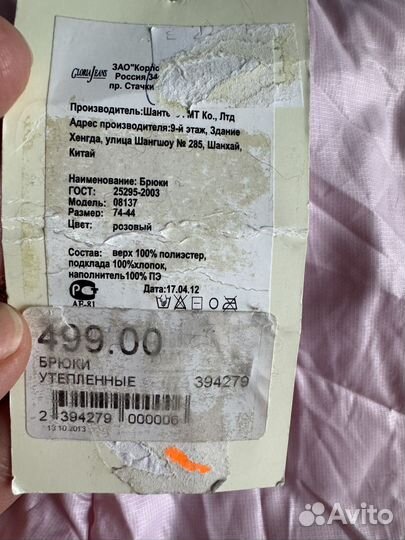 GLORIA JEANS
ЗАО"Корпо
Россия,34
пр. Стачки
Производитель:Шант МТ Ко., Лтд
Адрес производителя:9-й этаж, Здание
Хенгда, улица Шангшоу № 285, Шанхай,
Китай
Наименование: Брюки
ГОСТ: 25295-2003
Модель: 08137
Размер: 74-44
Цвет: розовый
Состав: верх 100% полиэстер,
подклада 100%хлопок,
наполнитель100% ПЭ
Дата:17.04.12
АЕ-81
499.00
БРЮКИ
УТЕПЛЕННЫЕ 394279
2 394279 000006
13.10.2013
Avito